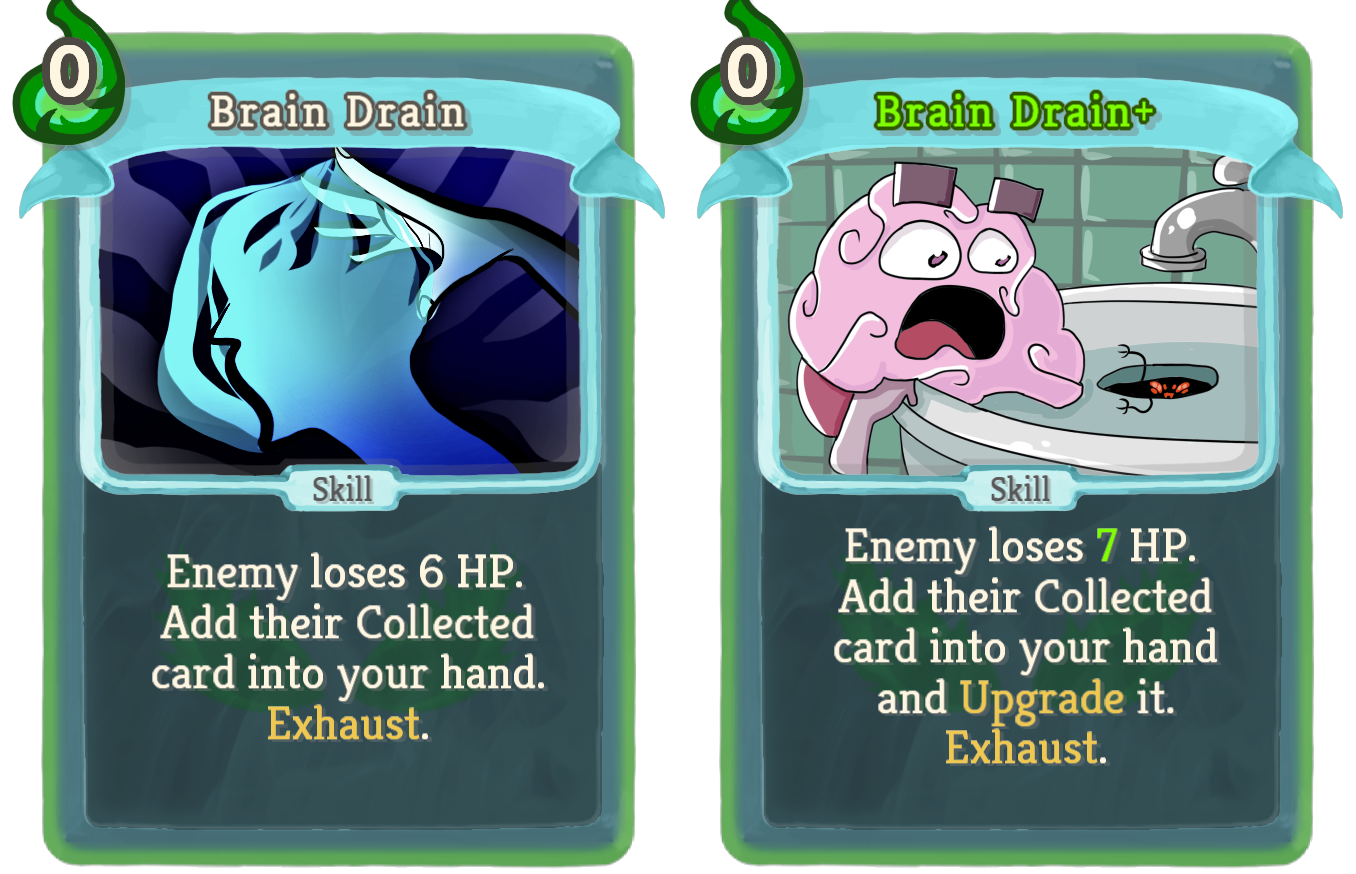 0
Brain Drain
Skill
Enemy loses 6 HP.
Add their Collected
card into your hand.
Exhaust.
0
Brain Drain+
Skill
Enemy loses 7 HP.
Add their Collected
card into your hand
and Upgrade it.
Exhaust.